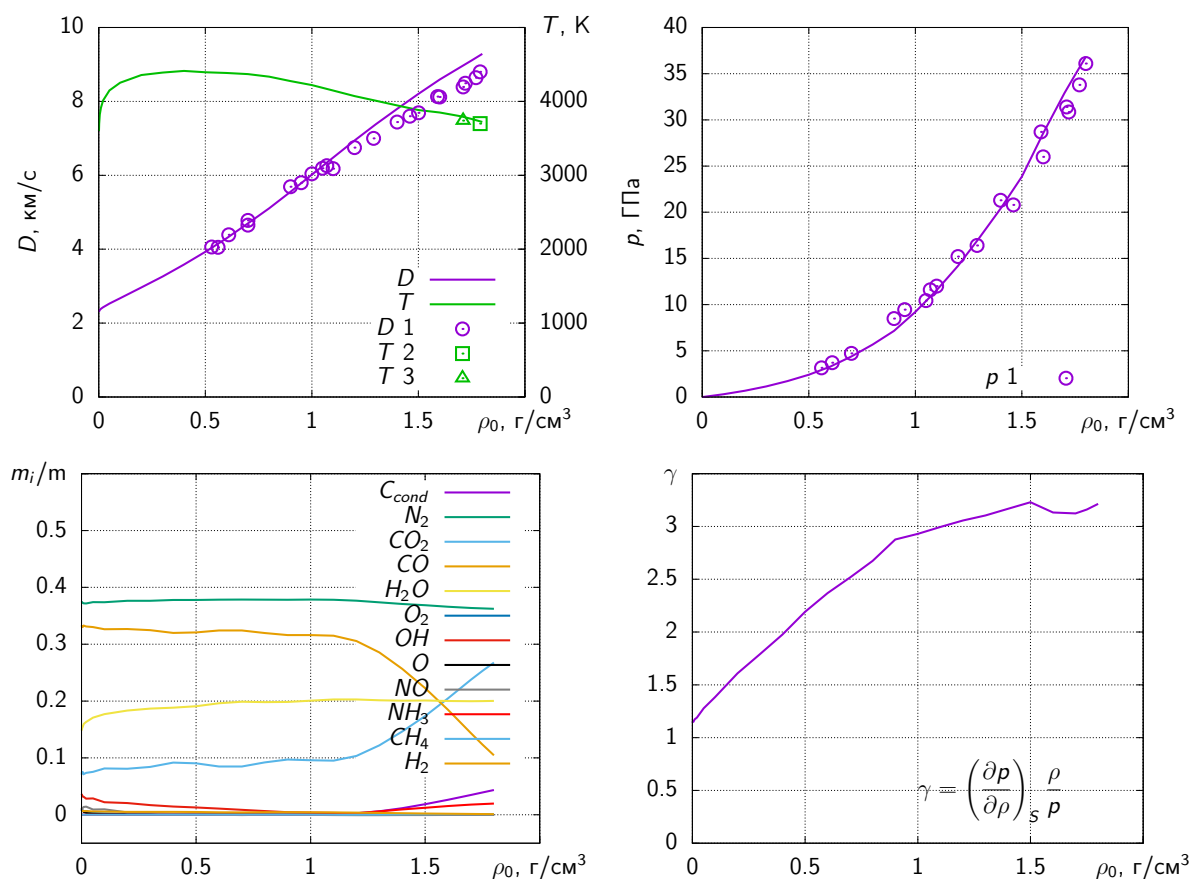 10
8
6
4
2
0
D, км/с
T, К
4000
3000
2000
1000
0
D
T
D 1
T 2
T 3
0
0.5
1
1.5
ρ₀, г/см³
40
35
30
25
20
15
10
5
0
p, ГПа
p 1
0
0.5
1
1.5
ρ₀, г/см³
mᵢ/m
0.5
0.4
0.3
0.2
0.1
0
C_cond
N₂
CO₂
CO
H₂O
O₂
OH
O
NO
NH₃
CH₄
H₂
0
0.5
1
1.5
ρ₀, г/см³
γ
3
2.5
2
1.5
1
0.5
0
γ = (∂p/∂ρ)_S ρ/p
0
0.5
1
1.5
ρ₀, г/см³